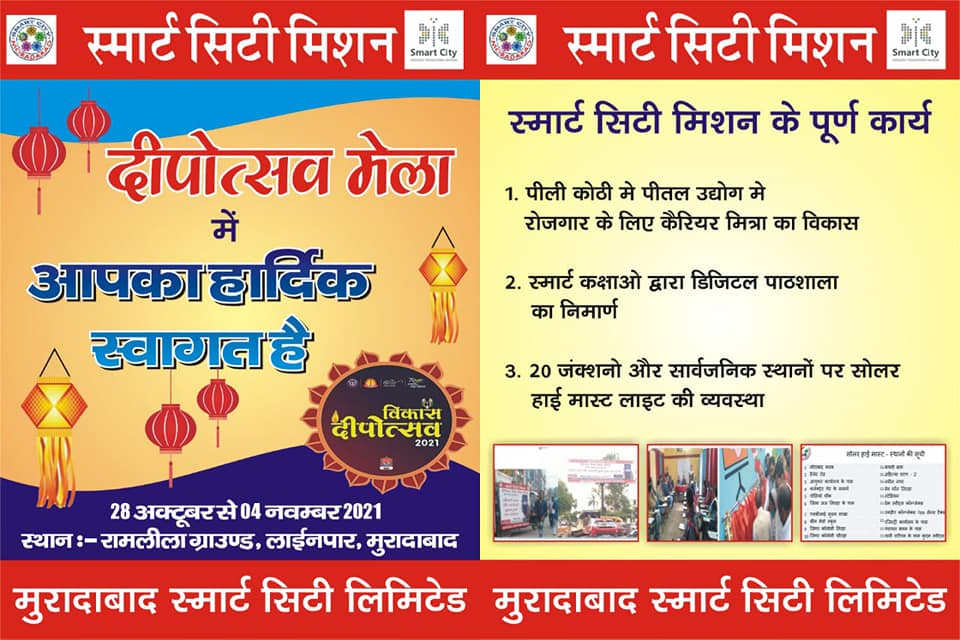 स्मार्ट सिटी मिशन
Smart City
दीपोत्सव मेला
में
आपका हार्दिक
स्वागत है
विकास
दीपोत्सव
2021
28 अक्टूबर से 04 नवम्बर 2021
स्थान :– रामलीला ग्राउण्ड, लाईनपार, मुरादाबाद
मुरादाबाद स्मार्ट सिटी लिमिटेड
स्मार्ट सिटी मिशन
Smart City
स्मार्ट सिटी मिशन के पूर्ण कार्य
1. पीली कोठी मे पीतल उद्योग मे
रोजगार के लिए कैरियर मित्रा का विकास
2. स्मार्ट कक्षाओ द्वारा डिजिटल पाठशाला
का निमार्ण
3. 20 जंक्शनो और सार्वजनिक स्थानों पर सोलर
हाई मास्ट लाइट की व्यवस्था
सोलर हाई मास्ट - स्थानों की सूची
मुरादाबाद स्मार्ट सिटी लिमिटेड